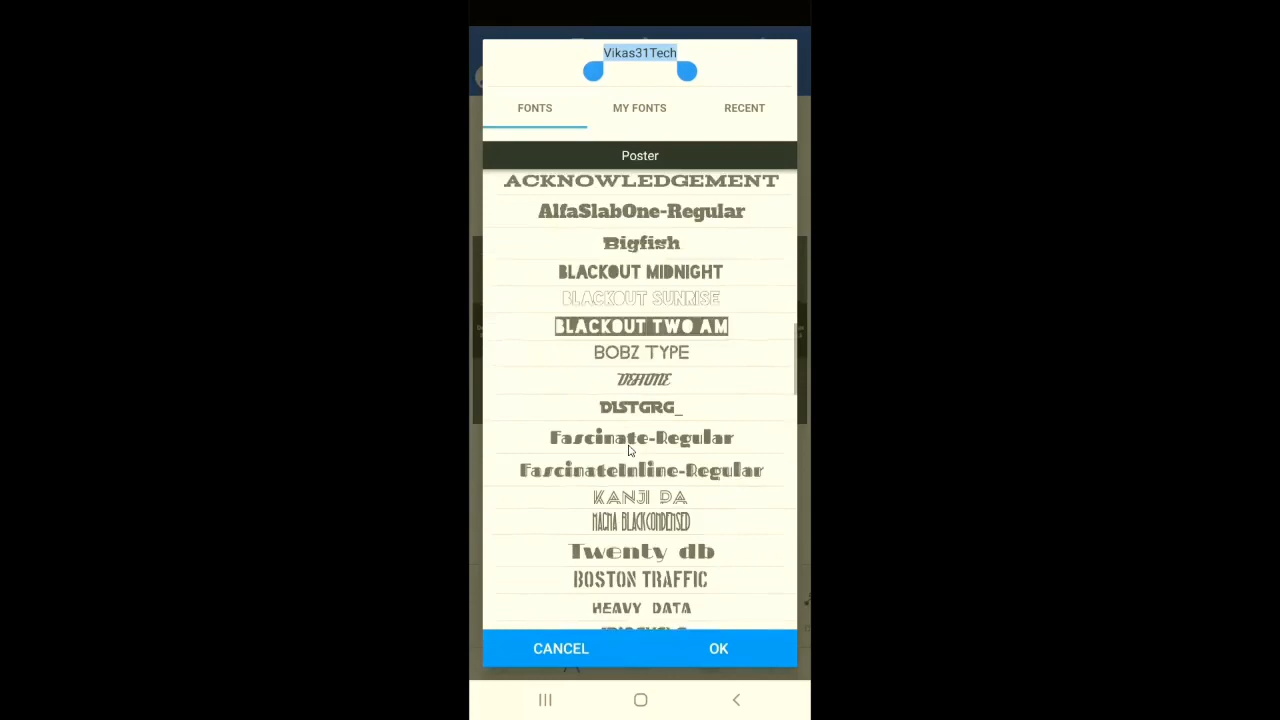 Vikas31Tech
FONTS
MY FONTS
RECENT
Poster
ACKNOWLEDGEMENT
AlfaSlabOne-Regular
Bigfish
BLACKOUT MIDNIGHT
BLACKOUT SUNRISE
BLACKOUT TWO AM
BOBZ TYPE
DEFTONE
DISTGRG_
Fascinate-Regular
FascinateInline-Regular
KANJI DA
MAGNA BLACKCONDENSED
Twenty db
BOSTON TRAFFIC
HEAVY DATA
CANCEL
OK